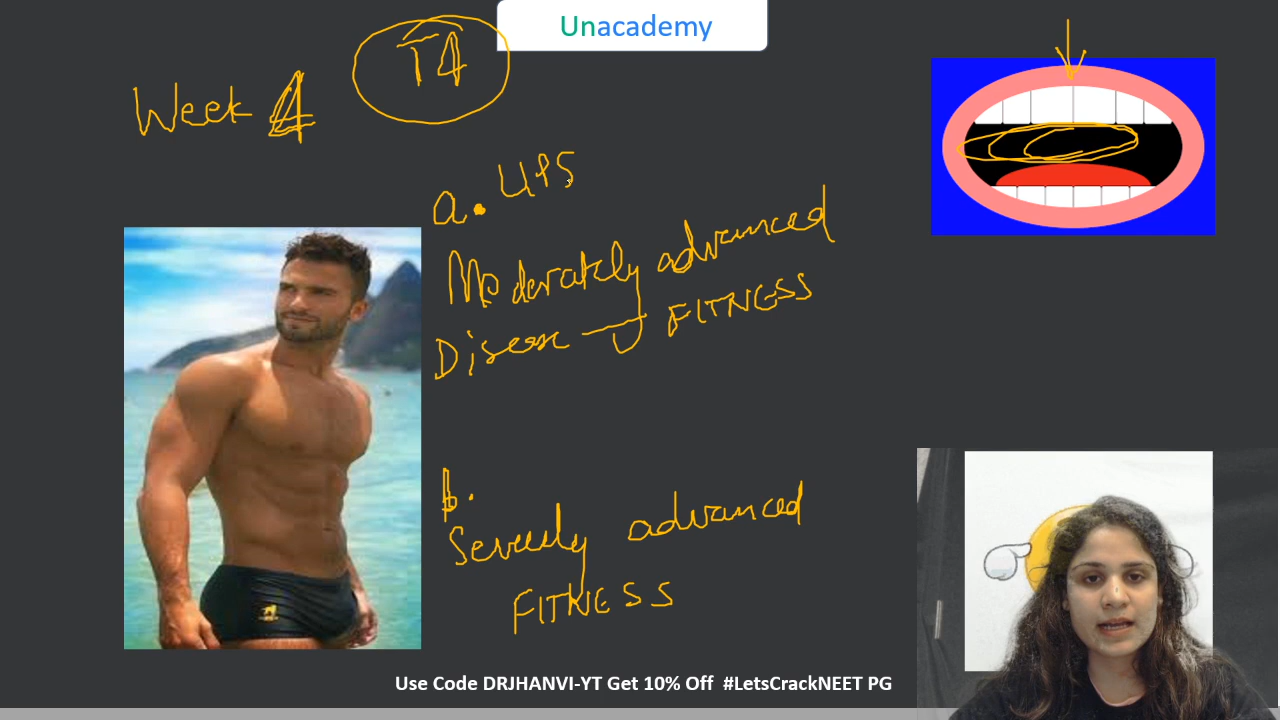 Unacademy
Week 4
T4
a. LIPS
Moderately advanced
Disease → FITNESS
b.
Severely advanced
FITNESS
Use Code DRJHANVI-YT Get 10% Off #LetsCrackNEET PG